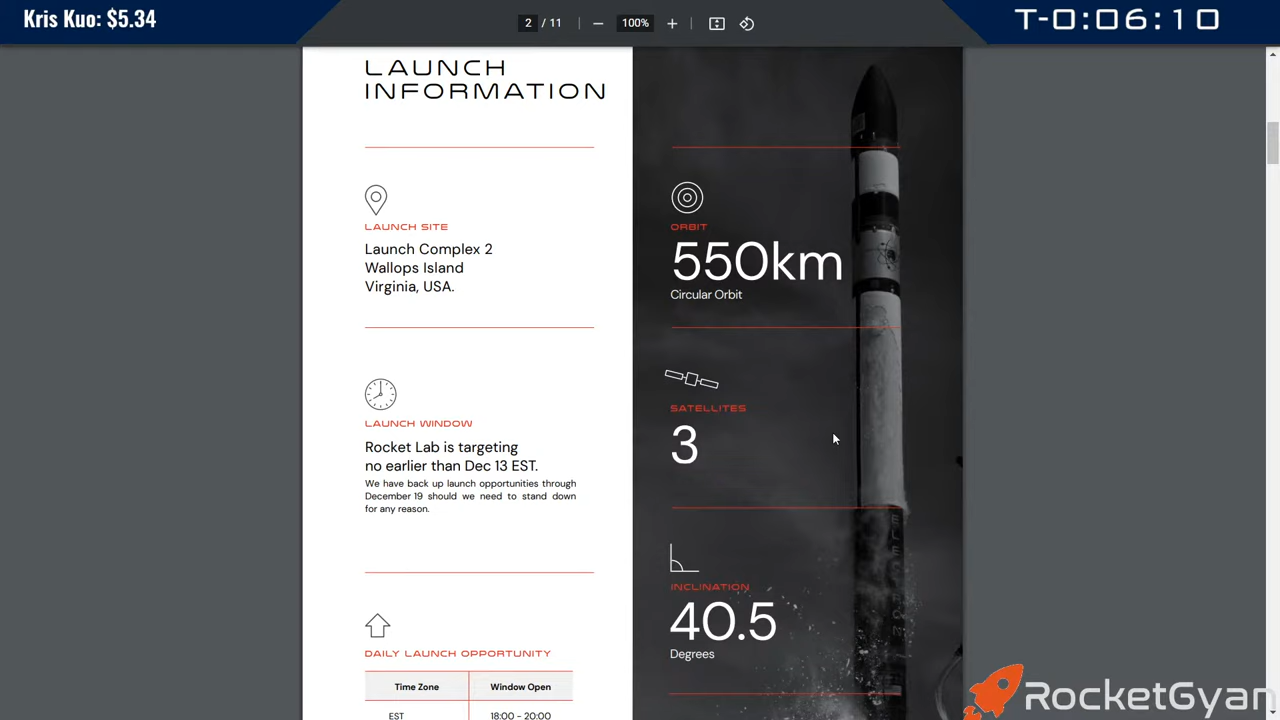 Kris Kuo: $5.34
2 / 11
100%
T-0:06:10
LAUNCH
INFORMATION
LAUNCH SITE
Launch Complex 2
Wallops Island
Virginia, USA.
LAUNCH WINDOW
Rocket Lab is targeting
no earlier than Dec 13 EST.
We have back up launch opportunities through
December 19 should we need to stand down
for any reason.
DAILY LAUNCH OPPORTUNITY
Time Zone Window Open
EST 18:00 - 20:00
ORBIT
550km
Circular Orbit
SATELLITES
3
INCLINATION
40.5
Degrees
ELECTRON
RocketGyan